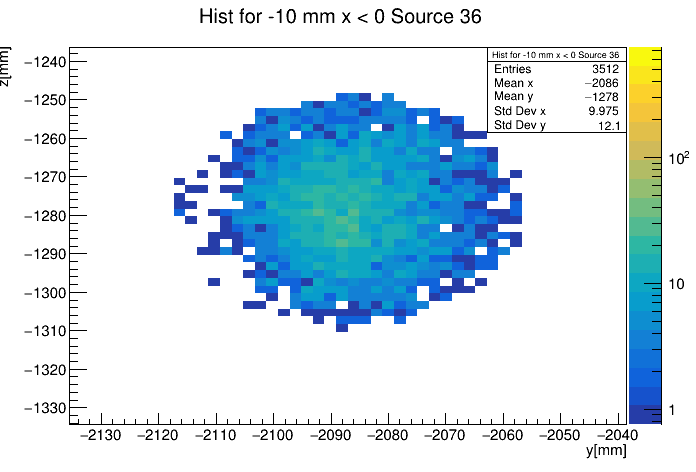 Hist for -10 mm x < 0 Source 36
z[mm]
−1240
−1250
−1260
−1270
−1280
−1290
−1300
−1310
−1320
−1330
Hist for -10 mm x < 0 Source 36
Entries 3512
Mean x −2086
Mean y −1278
Std Dev x 9.975
Std Dev y 12.1
10²
10
1
−2130 −2120 −2110 −2100 −2090 −2080 −2070 −2060 −2050 −2040
y[mm]